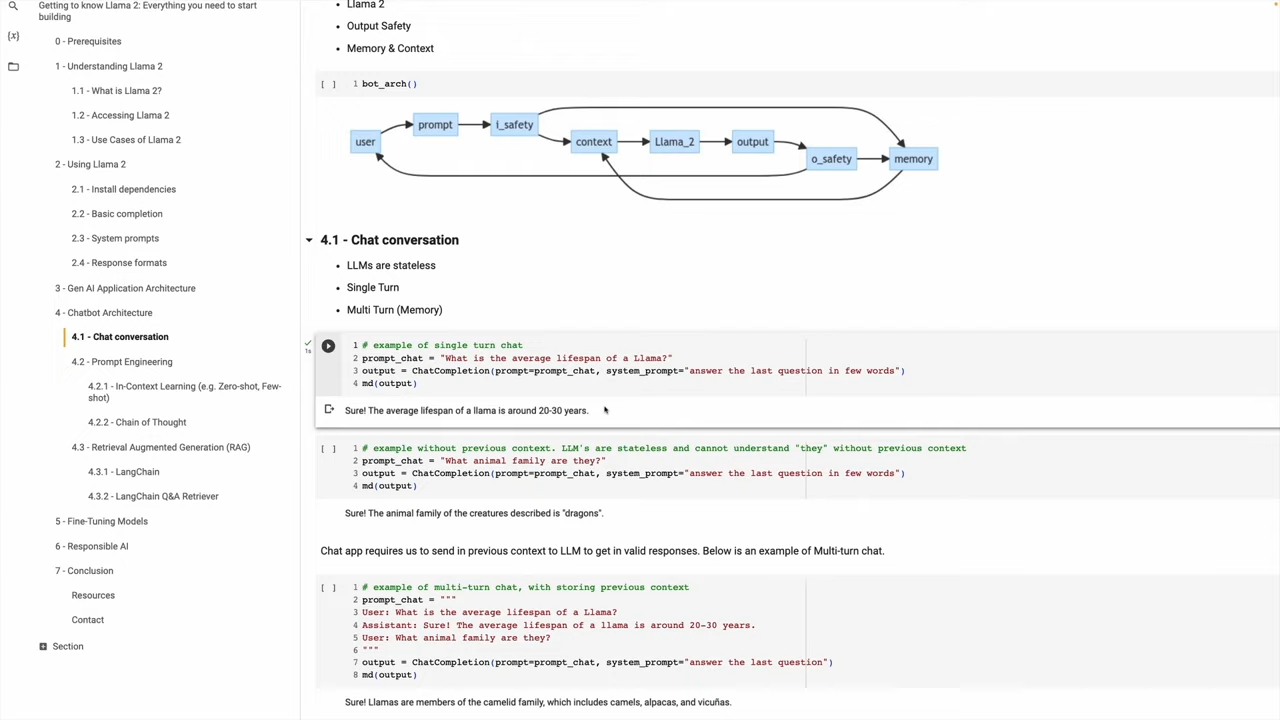 Getting to know Llama 2: Everything you need to start
building
0 - Prerequisites
1 - Understanding Llama 2
1.1 - What is Llama 2?
1.2 - Accessing Llama 2
1.3 - Use Cases of Llama 2
2 - Using Llama 2
2.1 - Install dependencies
2.2 - Basic completion
2.3 - System prompts
2.4 - Response formats
3 - Gen AI Application Architecture
4 - Chatbot Architecture
4.1 - Chat conversation
4.2 - Prompt Engineering
4.2.1 - In-Context Learning (e.g. Zero-shot, Few-
shot)
4.2.2 - Chain of Thought
4.3 - Retrieval Augmented Generation (RAG)
4.3.1 - LangChain
4.3.2 - LangChain Q&A Retriever
5 - Fine-Tuning Models
6 - Responsible AI
7 - Conclusion
Resources
Contact
Section
{x}
• Llama 2
• Output Safety
• Memory & Context
[ ] 1 bot_arch()
user
prompt
i_safety
context
Llama_2
output
o_safety
memory
4.1 - Chat conversation
• LLMs are stateless
• Single Turn
• Multi Turn (Memory)
1s
1 # example of single turn chat
2 prompt_chat = "What is the average lifespan of a Llama?"
3 output = ChatCompletion(prompt=prompt_chat, system_prompt="answer the last question in few words")
4 md(output)
Sure! The average lifespan of a llama is around 20-30 years.
[ ] 1 # example without previous context. LLM's are stateless and cannot understand "they" without previous context
2 prompt_chat = "What animal family are they?"
3 output = ChatCompletion(prompt=prompt_chat, system_prompt="answer the last question in few words")
4 md(output)
Sure! The animal family of the creatures described is "dragons".
Chat app requires us to send in previous context to LLM to get in valid responses. Below is an example of Multi-turn chat.
[ ] 1 # example of multi-turn chat, with storing previous context
2 prompt_chat = """
3 User: What is the average lifespan of a Llama?
4 Assistant: Sure! The average lifespan of a llama is around 20-30 years.
5 User: What animal family are they?
6 """
7 output = ChatCompletion(prompt=prompt_chat, system_prompt="answer the last question")
8 md(output)
Sure! Llamas are members of the camelid family, which includes camels, alpacas, and vicuñas.